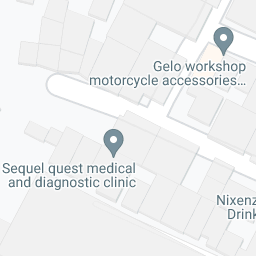 Gelo workshop
motorcycle accessories...
Sequel quest medical
and diagnostic clinic
Nixenz
Drink